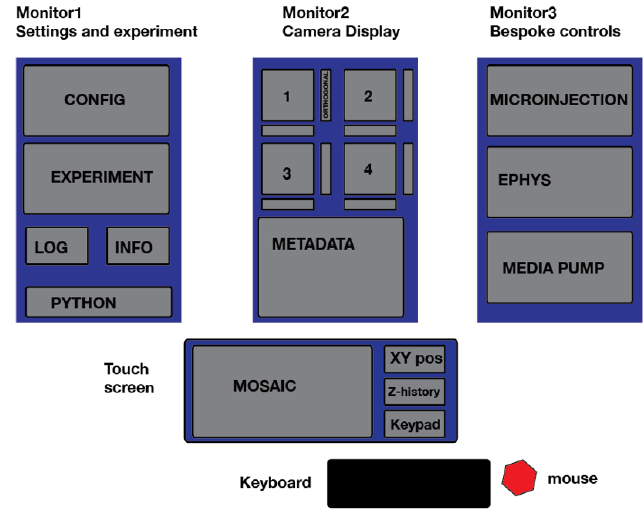 Monitor1
Settings and experiment
Monitor2
Camera Display
Monitor3
Bespoke controls
CONFIG
EXPERIMENT
LOG
INFO
PYTHON
1
ORTHOGONAL
2
3
4
METADATA
MICROINJECTION
EPHYS
MEDIA PUMP
Touch
screen
MOSAIC
XY pos
Z-history
Keypad
Keyboard
mouse